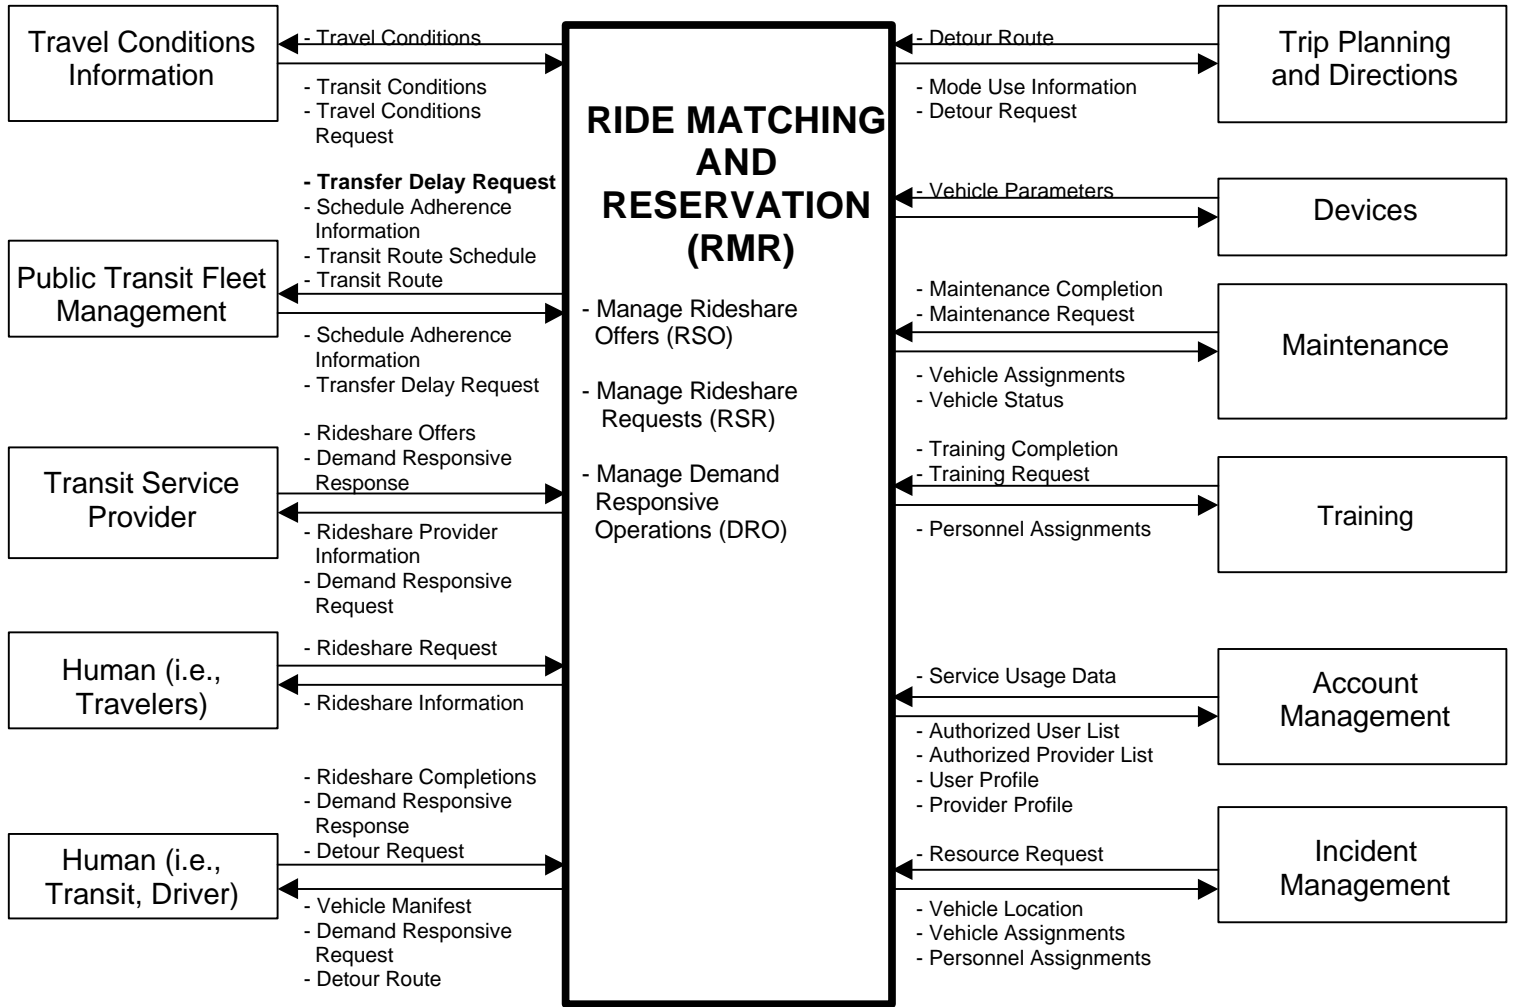 Travel Conditions
Information
- Travel Conditions
- Transit Conditions
- Travel Conditions
Request
- Transfer Delay Request
- Schedule Adherence
Information
- Transit Route Schedule
- Transit Route
Public Transit Fleet
Management
- Schedule Adherence
Information
- Transfer Delay Request
- Rideshare Offers
- Demand Responsive
Response
Transit Service
Provider
- Rideshare Provider
Information
- Demand Responsive
Request
- Rideshare Request
Human (i.e.,
Travelers)
- Rideshare Information
- Rideshare Completions
- Demand Responsive
Response
- Detour Request
Human (i.e.,
Transit, Driver)
- Vehicle Manifest
- Demand Responsive
Request
- Detour Route
RIDE MATCHING
AND
RESERVATION
(RMR)
- Manage Rideshare
Offers (RSO)
- Manage Rideshare
Requests (RSR)
- Manage Demand
Responsive
Operations (DRO)
- Detour Route
- Mode Use Information
- Detour Request
Trip Planning
and Directions
- Vehicle Parameters
Devices
- Maintenance Completion
- Maintenance Request
- Vehicle Assignments
- Vehicle Status
Maintenance
- Training Completion
- Training Request
- Personnel Assignments
Training
- Service Usage Data
- Authorized User List
- Authorized Provider List
- User Profile
- Provider Profile
Account
Management
- Resource Request
- Vehicle Location
- Vehicle Assignments
- Personnel Assignments
Incident
Management